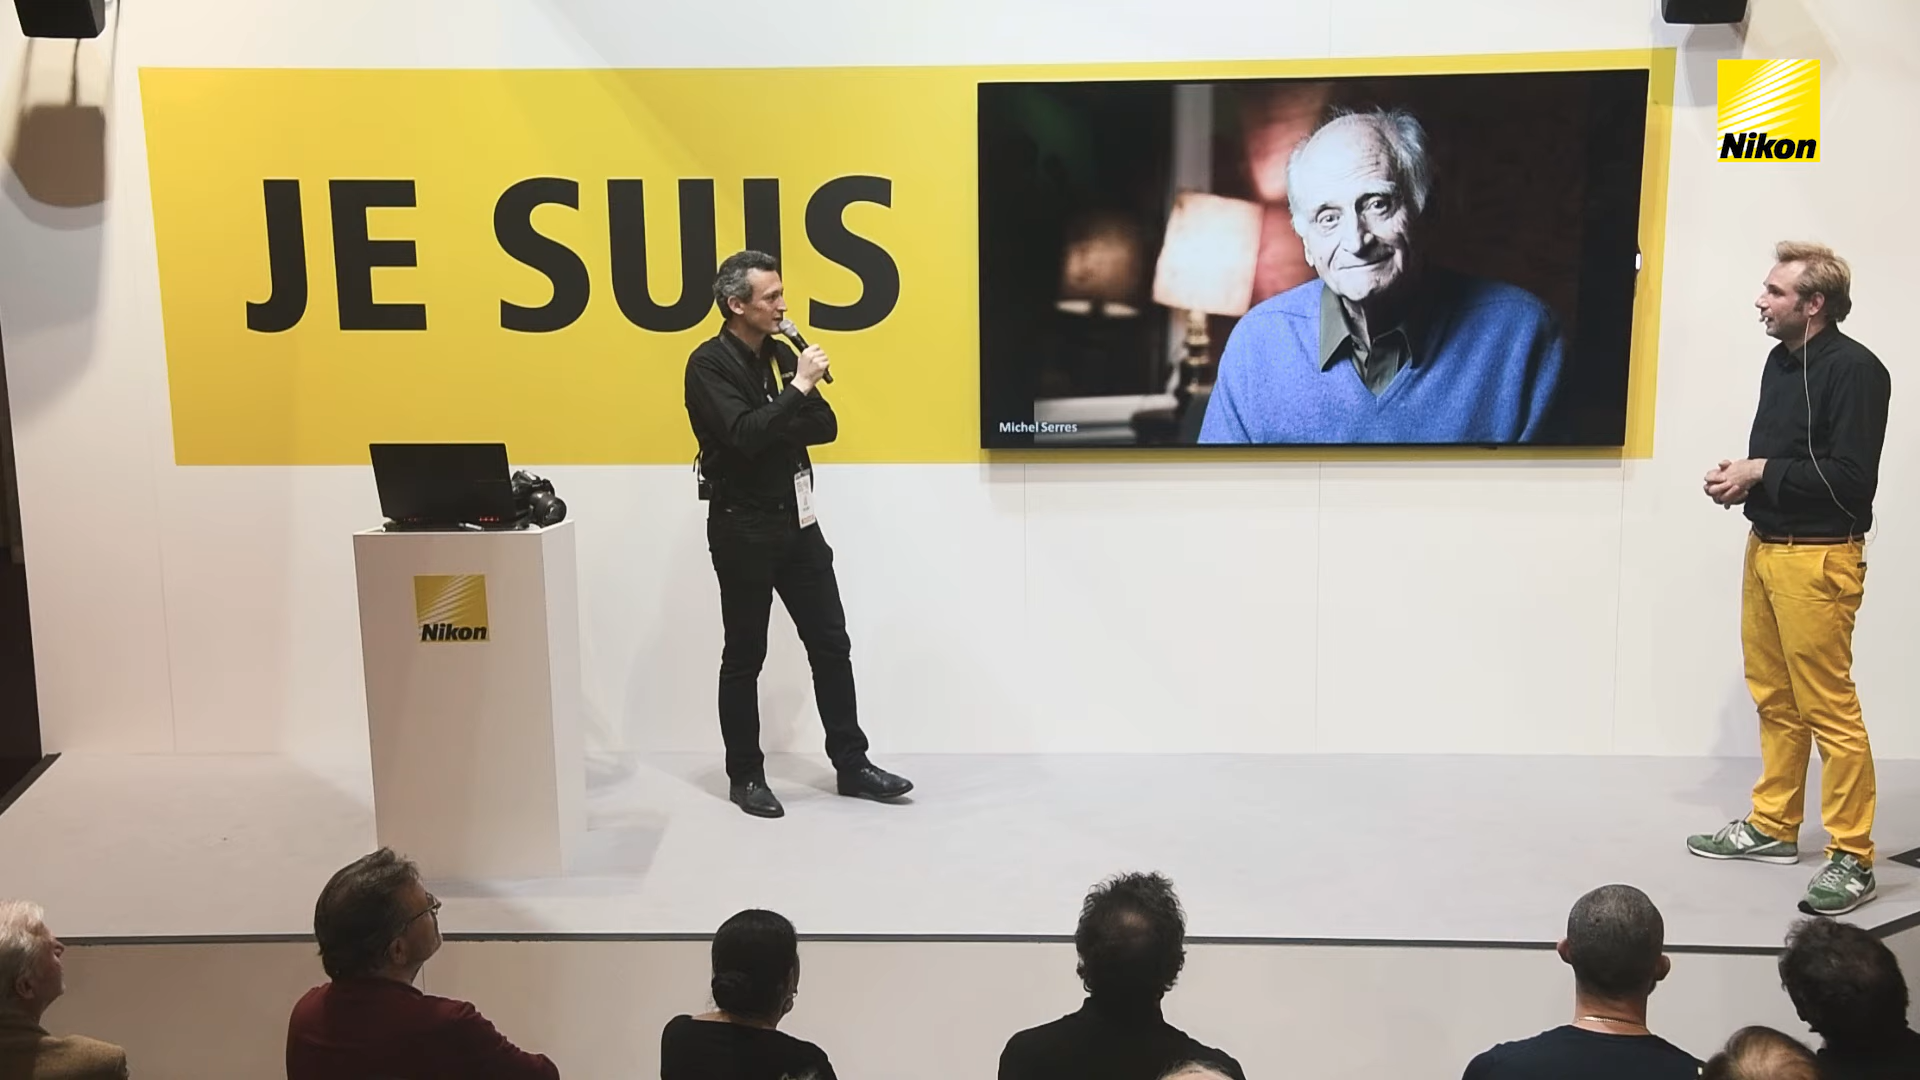 JE SUIS
Michel Serres
Nikon
Nikon
N
N